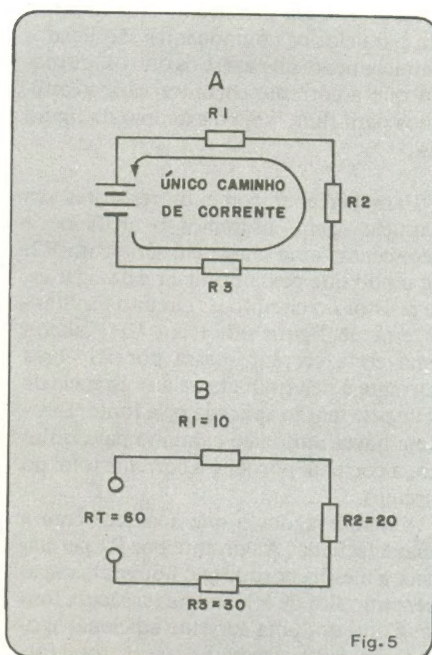 A
R1
ÚNICO CAMINHO
DE CORRENTE
R2
R3
B
R1=10
RT=60
R2=20
R3=30
Fig.5